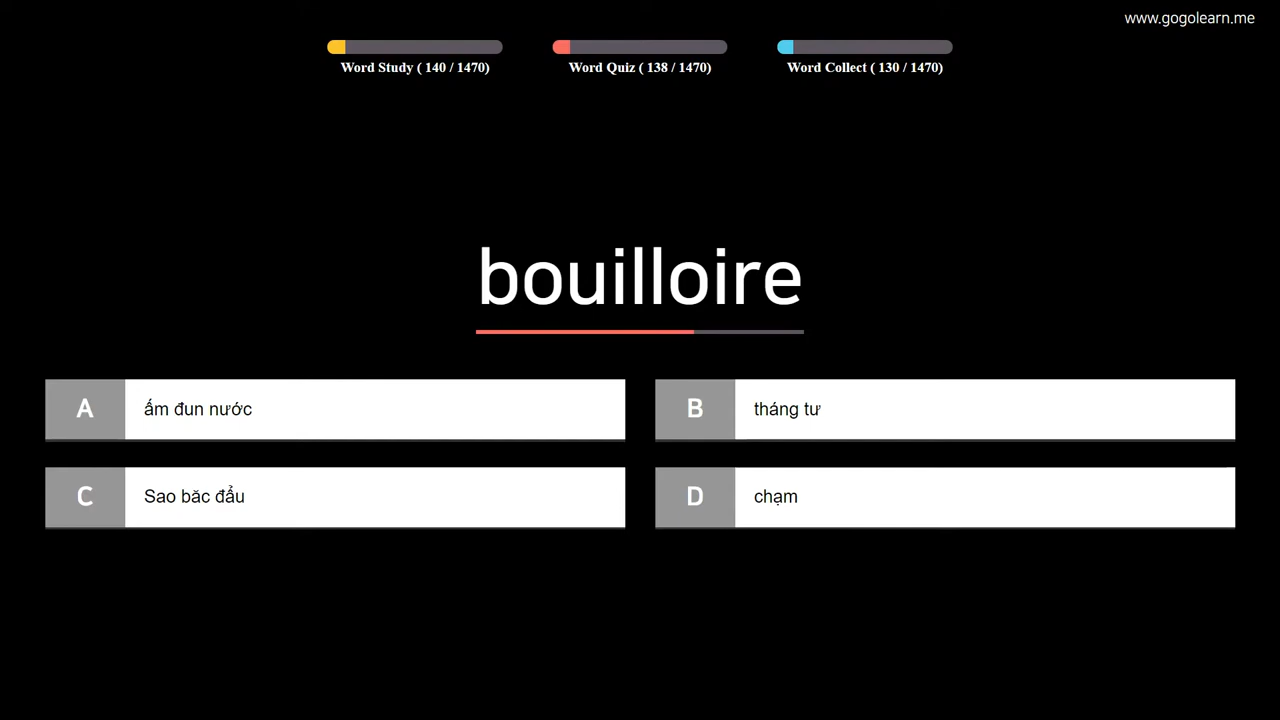 www.gogolearn.me
Word Study ( 140 / 1470)
Word Quiz ( 138 / 1470)
Word Collect ( 130 / 1470)
bouilloire
A ấm đun nước
B tháng tư
C Sao băc đẩu
D chạm